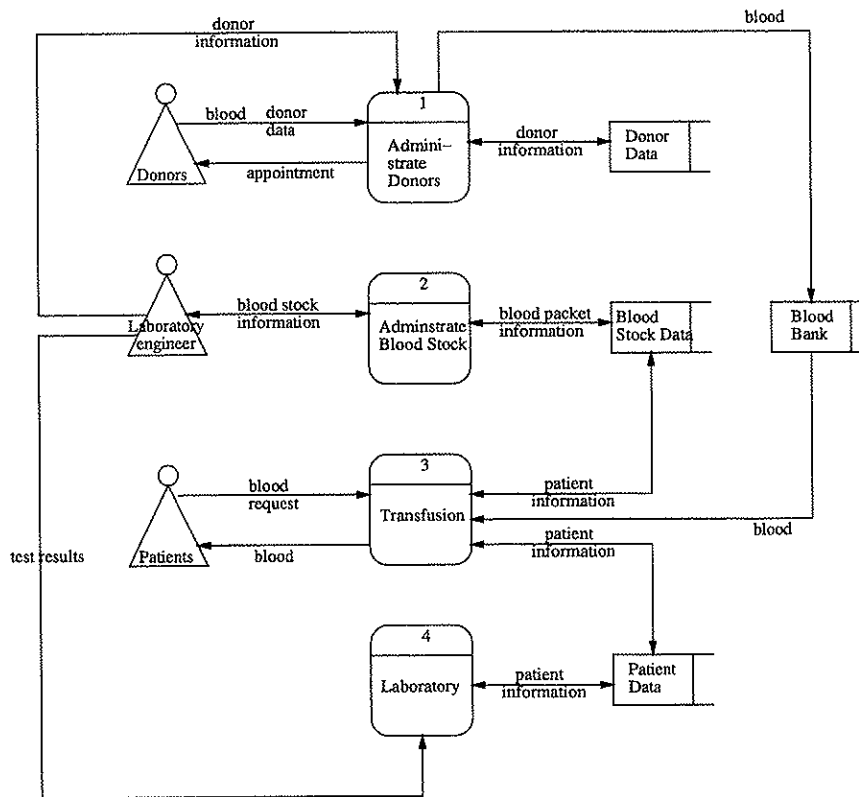 donor
information
blood
1
blood donor
data
Admini-
strate
Donors
donor
information
Donor
Data
Donors
appointment
2
blood stock
information
Laboratory
engineer
Adminstrate
Blood Stock
blood packet
information
Blood
Stock Data
Blood
Bank
3
blood
request
Transfusion
patient
information
blood
patient
information
Patients
blood
test results
4
Laboratory
patient
information
Patient
Data